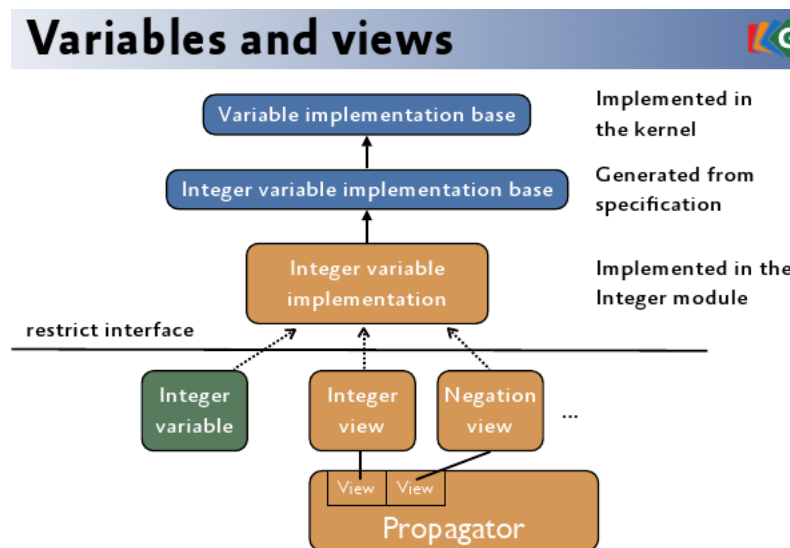 Variables and views
G
Variable implementation base
Implemented in
the kernel
Integer variable implementation base
Generated from
specification
Integer variable
implementation
Implemented in the
Integer module
restrict interface
Integer
variable
Integer
view
Negation
view
...
View
View
Propagator